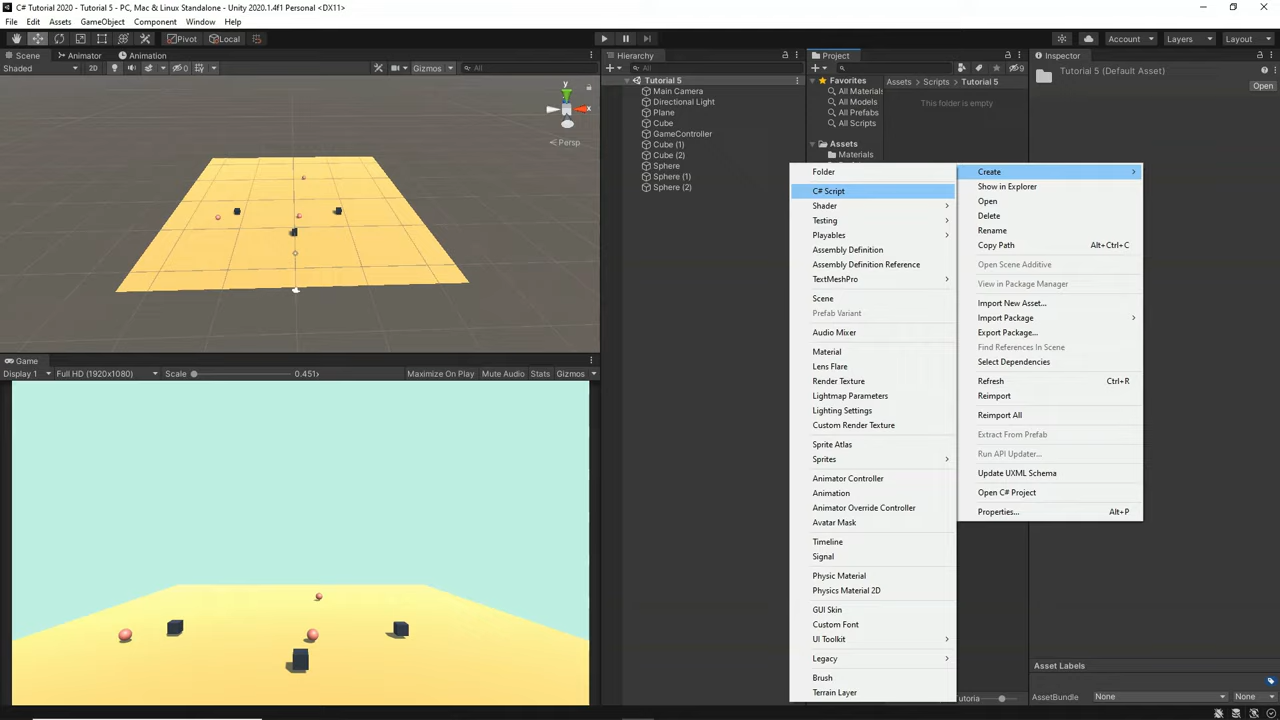 C# Tutorial 2020 - Tutorial 5 - PC, Mac & Linux Standalone - Unity 2020.1.4f1 Personal <DX11>
File Edit Assets GameObject Component Window Help
Pivot Local Account Layers Layout
Scene Animator Animation
Shaded 2D 0 Gizmos All
Hierarchy
All
Tutorial 5
Main Camera
Directional Light
Plane
Cube
GameController
Cube (1)
Cube (2)
Sphere
Sphere (1)
Sphere (2)
Project
9
Favorites
All Materials
All Models
All Prefabs
All Scripts
Assets
Materials
Assets Scripts Tutorial 5
This folder is empty
Inspector
Tutorial 5 (Default Asset)
Open
y
x
Persp
Game
Display 1 Full HD (1920x1080) Scale 0.451x Maximize On Play Mute Audio Stats Gizmos
Folder
C# Script
Shader
Testing
Playables
Assembly Definition
Assembly Definition Reference
TextMeshPro
Scene
Prefab Variant
Audio Mixer
Material
Lens Flare
Render Texture
Lightmap Parameters
Lighting Settings
Custom Render Texture
Sprite Atlas
Sprites
Animator Controller
Animation
Animator Override Controller
Avatar Mask
Timeline
Signal
Physic Material
Physics Material 2D
GUI Skin
Custom Font
UI Toolkit
Legacy
Brush
Terrain Layer
Create
Show in Explorer
Open
Delete
Rename
Copy Path Alt+Ctrl+C
Open Scene Additive
View in Package Manager
Import New Asset...
Import Package
Export Package...
Find References In Scene
Select Dependencies
Refresh Ctrl+R
Reimport
Reimport All
Extract From Prefab
Run API Updater...
Update UXML Schema
Open C# Project
Properties... Alt+P
Tutoria
Asset Labels
AssetBundle None None